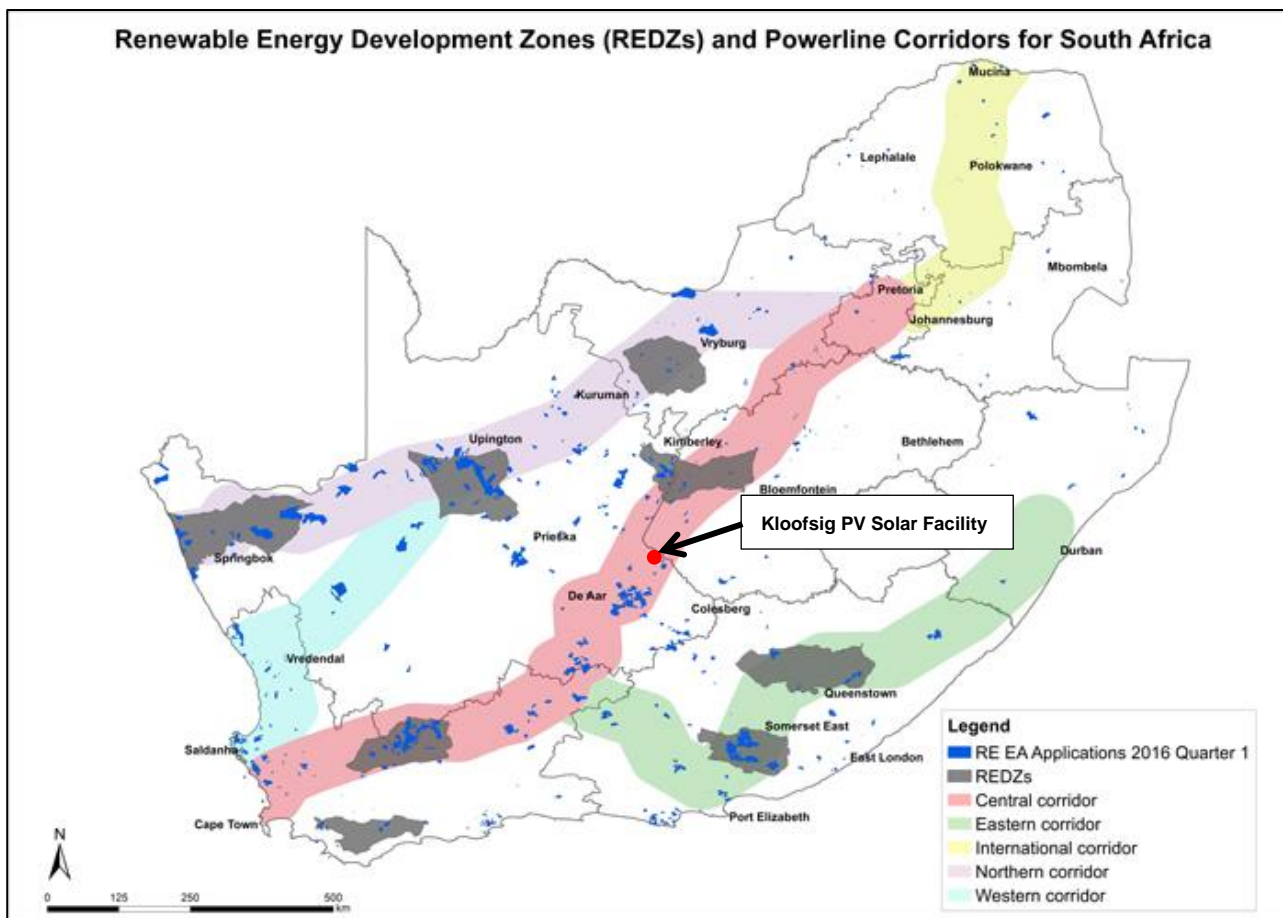 Renewable Energy Development Zones (REDZs) and Powerline Corridors for South Africa
Mucina
Lephalale
Polokwane
Mbombela
Pretoria
Johannesburg
Vryburg
Kuruman
Upington
Kimberley
Bethlehem
Bloemfontein
Kloofsig PV Solar Facility
Prieska
Springbok
Durban
De Aar
Colesberg
Vredendal
Queenstown
Somerset East
Saldanha
East London
Port Elizabeth
Cape Town
Legend
RE EA Applications 2016 Quarter 1
REDZs
Central corridor
Eastern corridor
International corridor
Northern corridor
Western corridor
N
0 125 250 500
km